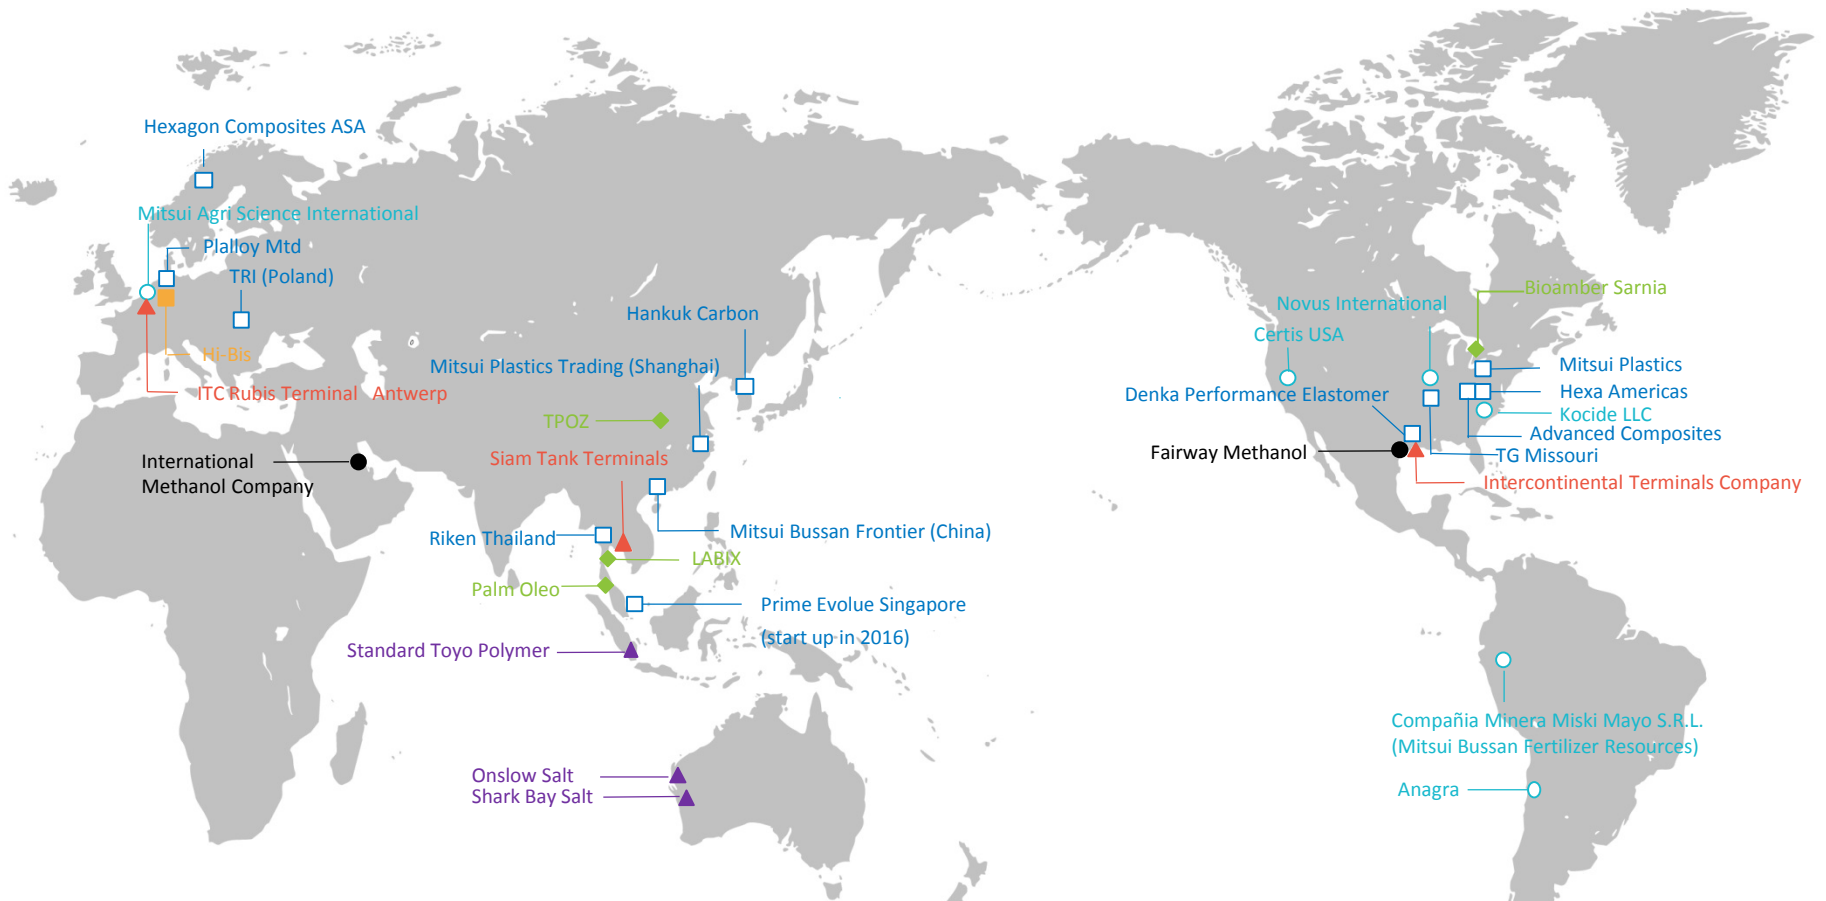 Hexagon Composites ASA
Mitsui Agri Science International
Plalloy Mtd
TRI (Poland)
Hi-Bis
ITC Rubis Terminal Antwerp
International
Methanol Company
Hankuk Carbon
Mitsui Plastics Trading (Shanghai)
TPOZ
Siam Tank Terminals
Riken Thailand
Mitsui Bussan Frontier (China)
LABIX
Palm Oleo
Prime Evolue Singapore
(start up in 2016)
Standard Toyo Polymer
Onslow Salt
Shark Bay Salt
Bioamber Sarnia
Novus International
Certis USA
Mitsui Plastics
Denka Performance Elastomer
Hexa Americas
Kocide LLC
Advanced Composites
Fairway Methanol
TG Missouri
Intercontinental Terminals Company
Compañia Minera Miski Mayo S.R.L.
(Mitsui Bussan Fertilizer Resources)
Anagra